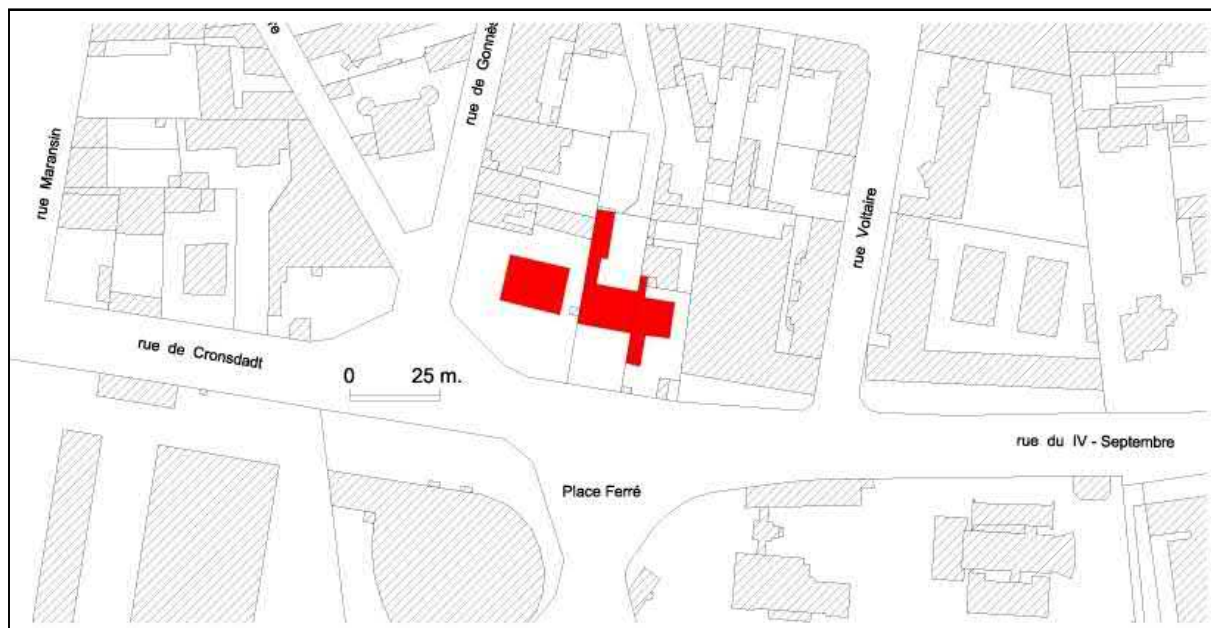 rue de Gonnès
rue Maransin
rue Voltaire
rue de Cronsdadt
0 25 m.
rue du IV - Septembre
Place Ferré